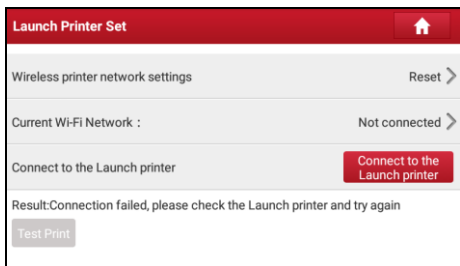 Launch Printer Set
Wireless printer network settings Reset
Current Wi-Fi Network： Not connected
Connect to the Launch printer Connect to the
Launch printer
Result:Connection failed, please check the Launch printer and try again
Test Print